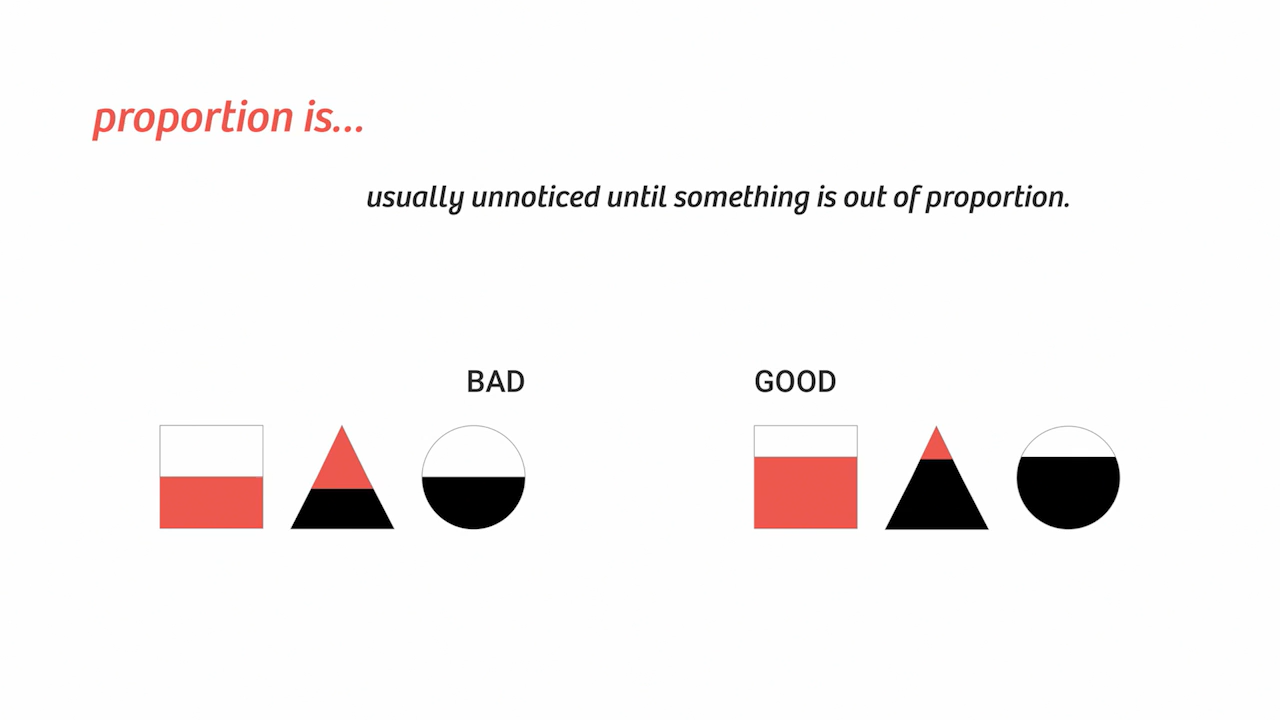 proportion is...
usually unnoticed until something is out of proportion.
BAD
GOOD